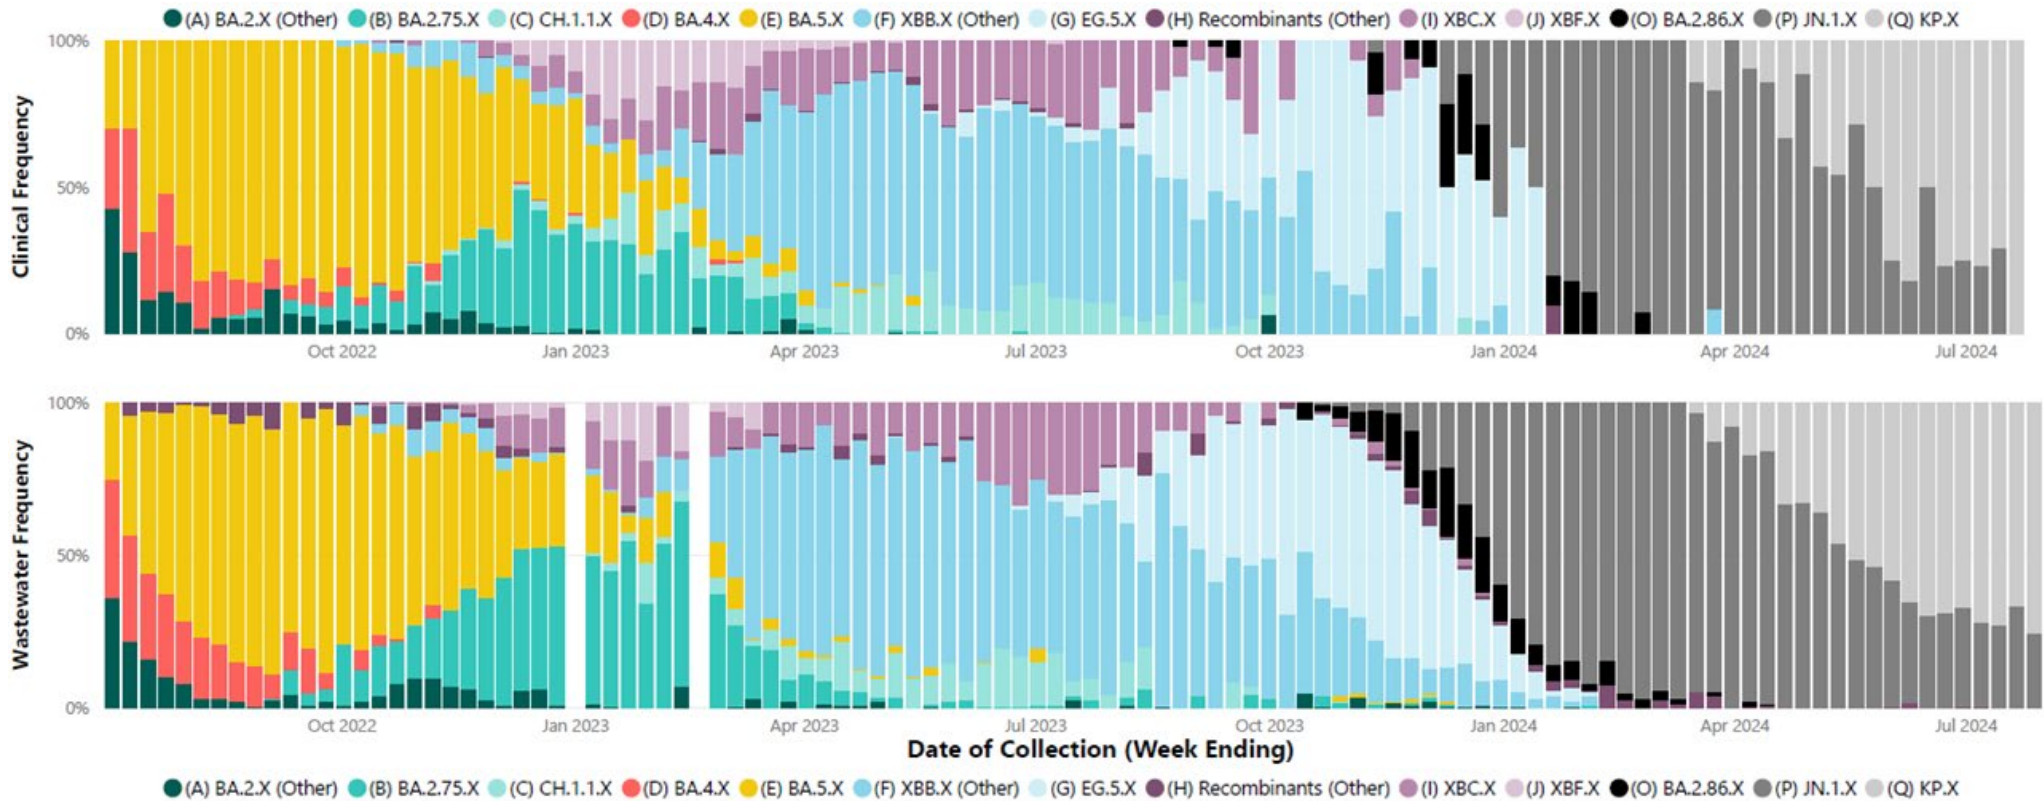 (A) BA.2.X (Other) (B) BA.2.75.X (C) CH.1.1.X (D) BA.4.X (E) BA.5.X (F) XBB.X (Other) (G) EG.5.X (H) Recombinants (Other) (I) XBC.X (J) XBF.X (O) BA.2.86.X (P) JN.1.X (Q) KP.X
100%
Clinical Frequency
50%
0%
Oct 2022 Jan 2023 Apr 2023 Jul 2023 Oct 2023 Jan 2024 Apr 2024 Jul 2024
100%
Wastewater Frequency
50%
0%
Oct 2022 Jan 2023 Apr 2023 Jul 2023 Oct 2023 Jan 2024 Apr 2024 Jul 2024
Date of Collection (Week Ending)
(A) BA.2.X (Other) (B) BA.2.75.X (C) CH.1.1.X (D) BA.4.X (E) BA.5.X (F) XBB.X (Other) (G) EG.5.X (H) Recombinants (Other) (I) XBC.X (J) XBF.X (O) BA.2.86.X (P) JN.1.X (Q) KP.X